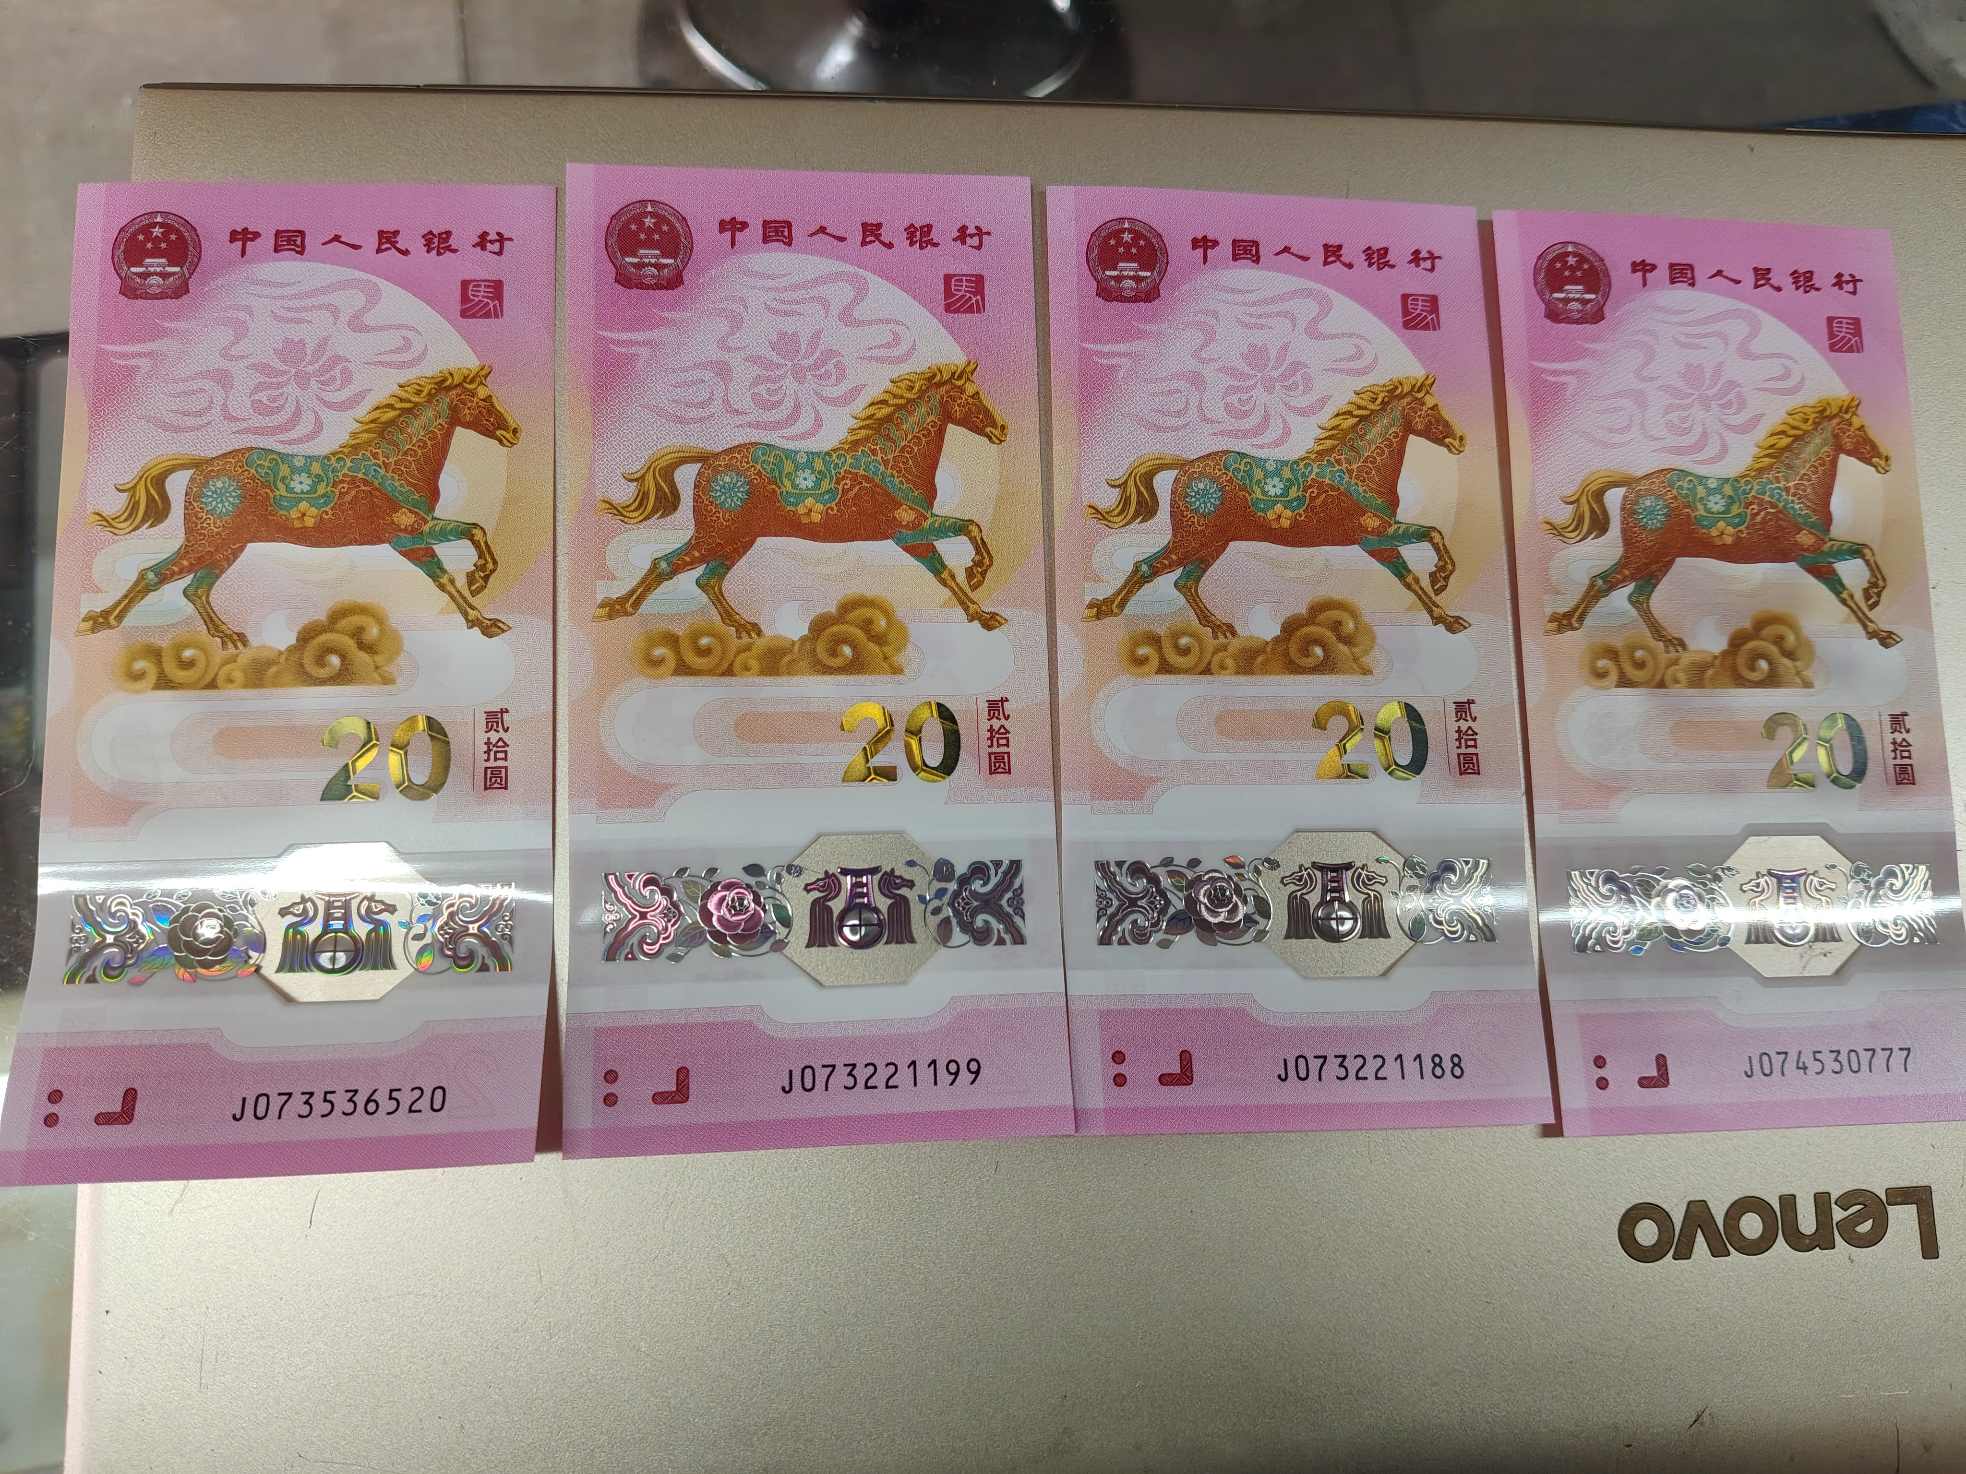 中国人民银行
馬
20
贰拾圆
J073536520
中国人民银行
馬
20
贰拾圆
J073221199
中国人民银行
馬
20
贰拾圆
J073221188
中国人民银行
馬
20
贰拾圆
J074530777
Lenovo